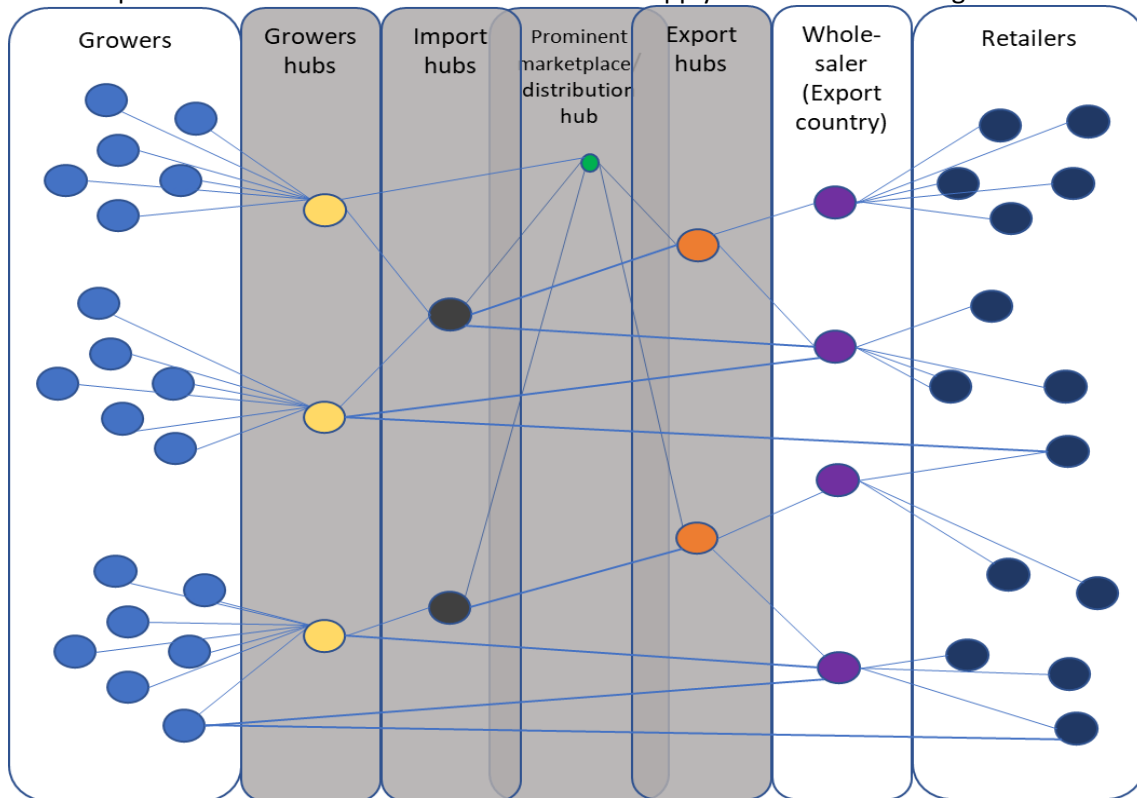 Growers
Growers
hubs
Import
hubs
Prominent
marketplace/
distribution
hub
Export
hubs
Whole-
saler
(Export
country)
Retailers